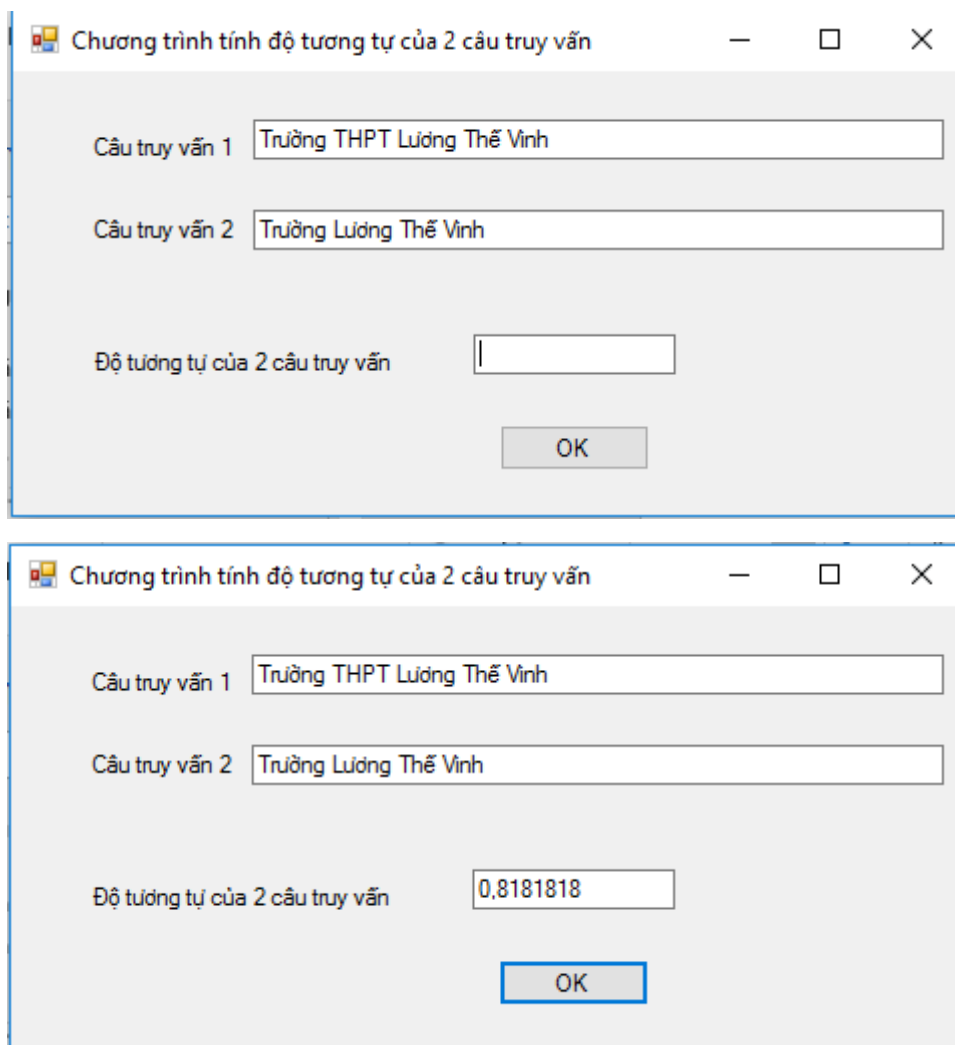 Chương trình tính độ tương tự của 2 câu truy vấn
Câu truy vấn 1 Trường THPT Lương Thế Vinh
Câu truy vấn 2 Trường Lương Thế Vinh
Độ tương tự của 2 câu truy vấn
OK
Chương trình tính độ tương tự của 2 câu truy vấn
Câu truy vấn 1 Trường THPT Lương Thế Vinh
Câu truy vấn 2 Trường Lương Thế Vinh
Độ tương tự của 2 câu truy vấn 0,8181818
OK